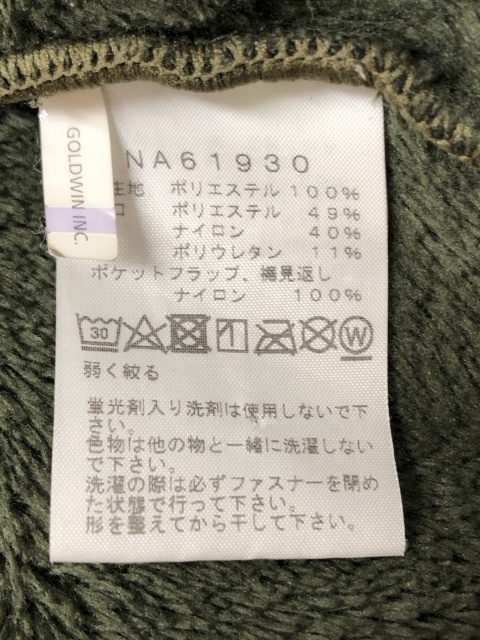 GOLDWIN INC.
NA61930
地 ポリエステル 100%
ポリエステル 49%
ナイロン 40%
ポリウレタン 11%
ポケットフラップ、裾見返し
ナイロン 100%
30 W
弱く絞る
蛍光剤入り洗剤は使用しないで下
さい。
色物は他の物と一緒に洗濯しない
で下さい。
洗濯の際は必ずファスナーを閉め
た状態で行って下さい。
形を整えてから干して下さい。